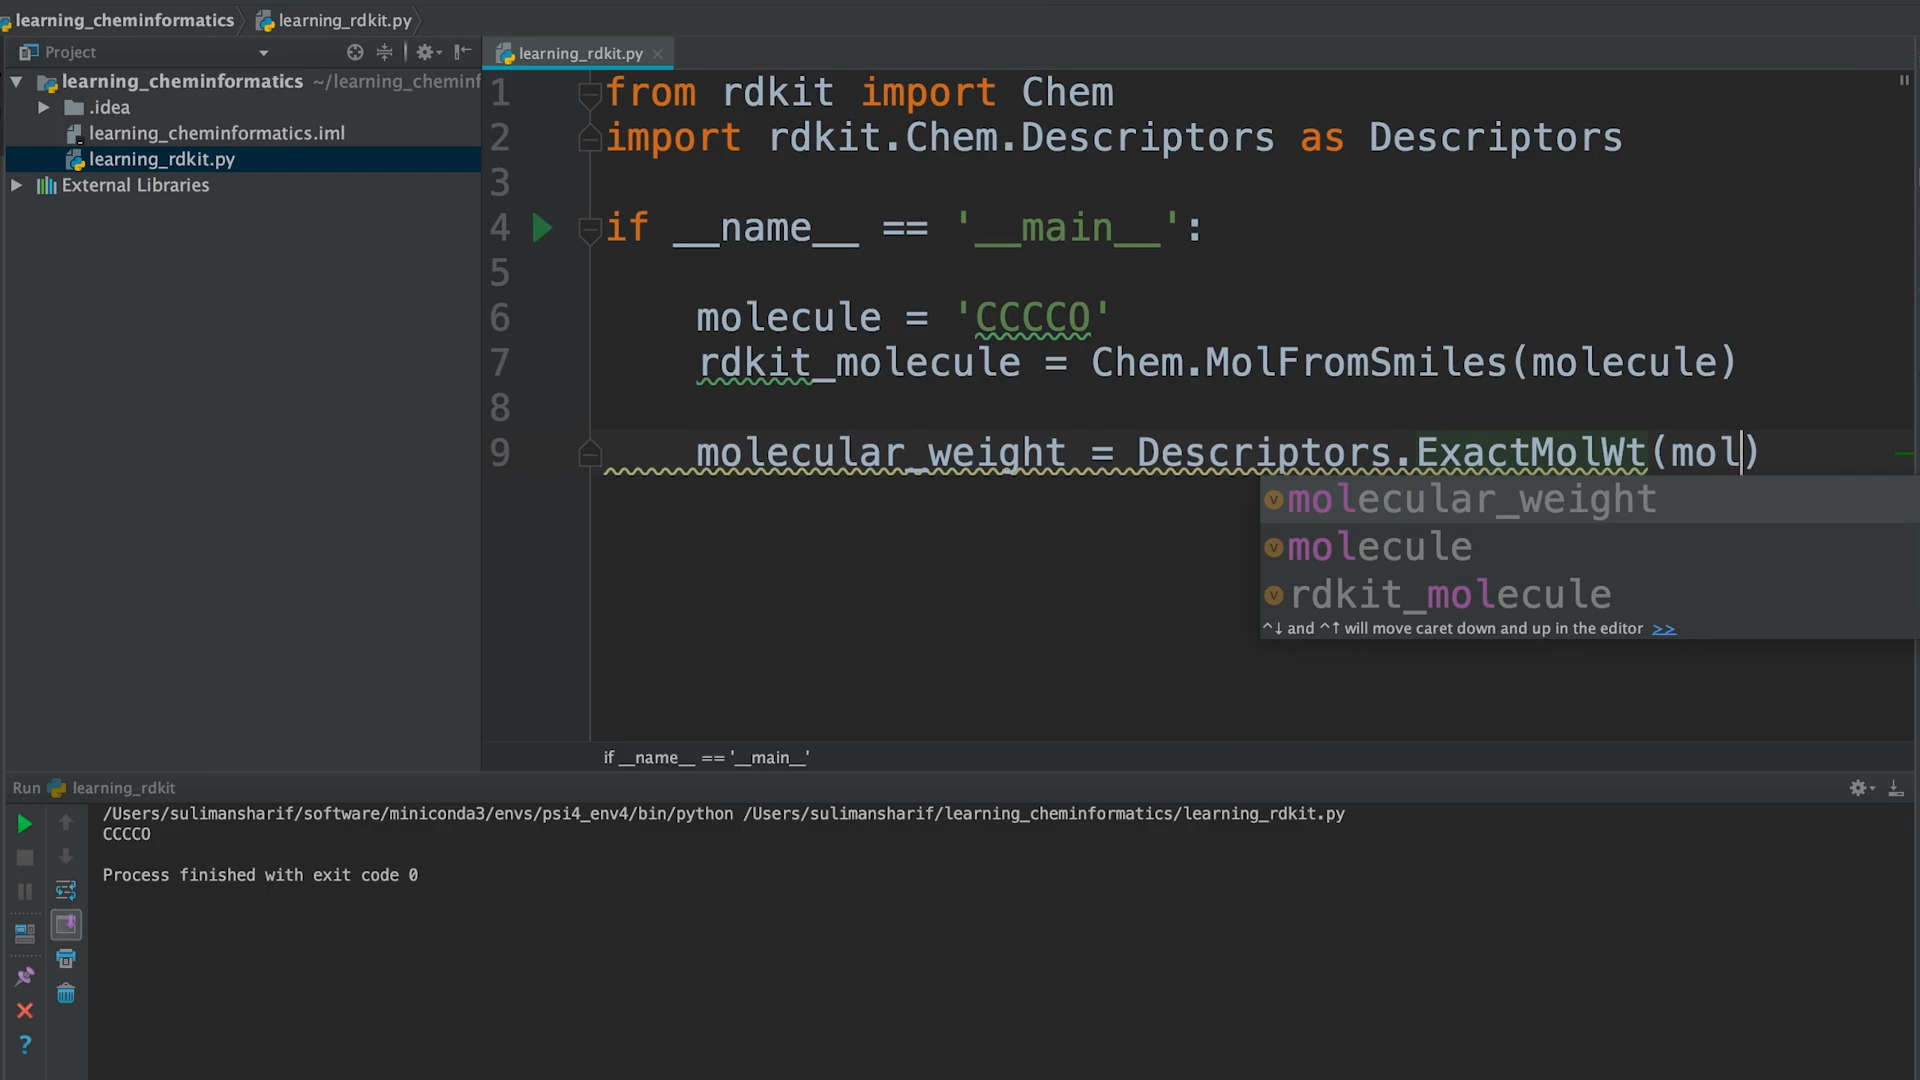 learning_cheminformatics learning_rdkit.py
Project
learning_rdkit.py
learning_cheminformatics ~/learning_cheminf
.idea
learning_cheminformatics.iml
learning_rdkit.py
External Libraries
1 from rdkit import Chem
2 import rdkit.Chem.Descriptors as Descriptors
3
4 if __name__ == '__main__':
5
6 molecule = 'CCCCO'
7 rdkit_molecule = Chem.MolFromSmiles(molecule)
8
9 molecular_weight = Descriptors.ExactMolWt(mol)
v molecular_weight
v molecule
v rdkit_molecule
^↓ and ^↑ will move caret down and up in the editor >>
if __name__ == '__main__'
Run learning_rdkit
/Users/sulimansharif/software/miniconda3/envs/psi4_env4/bin/python /Users/sulimansharif/learning_cheminformatics/learning_rdkit.py
CCCCO
Process finished with exit code 0